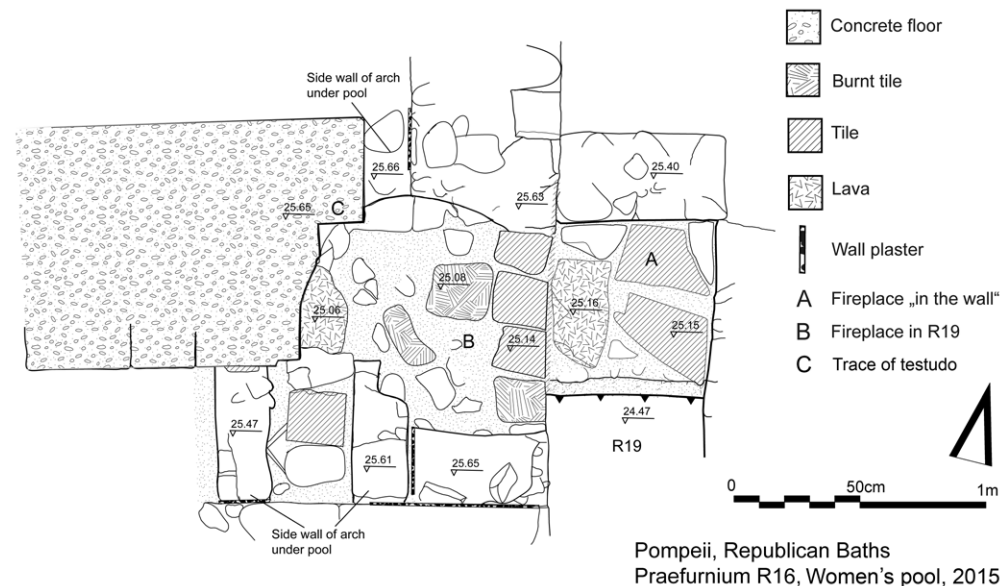 Side wall of arch
under pool
25.66
25.65
C
25.63
25.40
A
25.08
25.16
25.06
25.15
B
25.14
24.47
R19
25.47
25.61
25.65
Side wall of arch
under pool
Concrete floor
Burnt tile
Tile
Lava
Wall plaster
A Fireplace „in the wall“
B Fireplace in R19
C Trace of testudo
0 50cm 1m
Pompeii, Republican Baths
Praefurnium R16, Women's pool, 2015